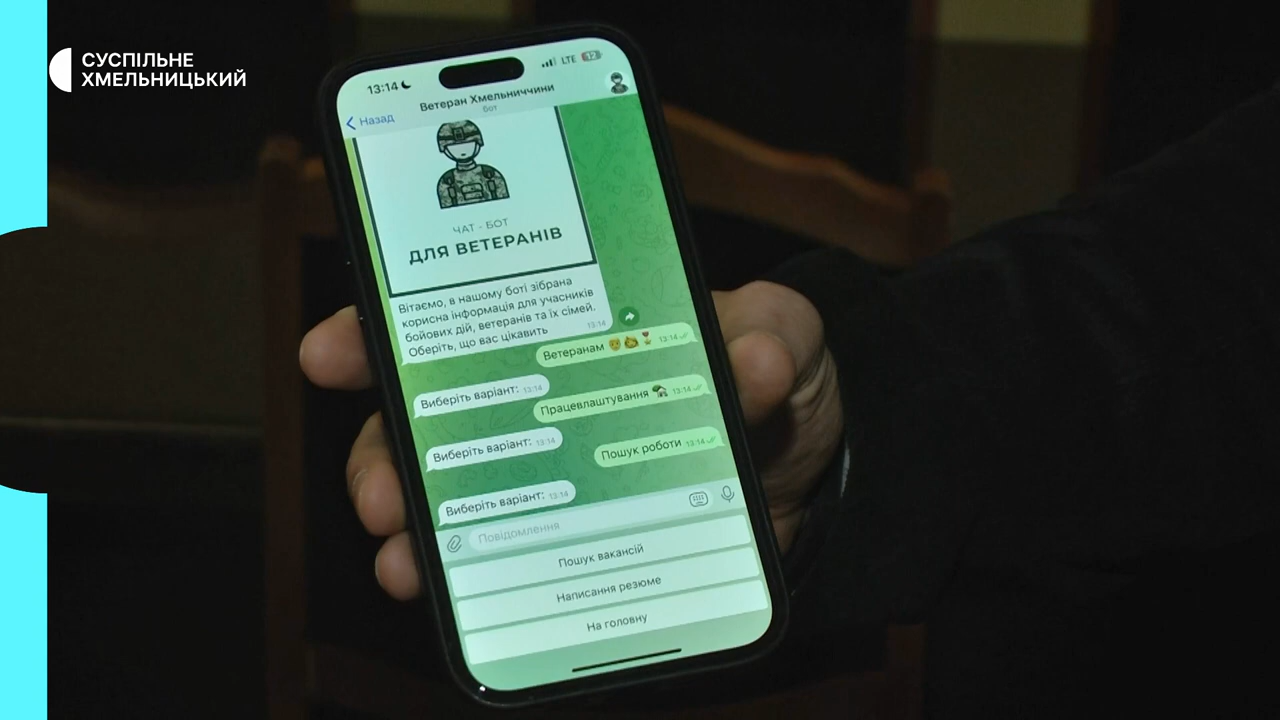 СУСПІЛЬНЕ
ХМЕЛЬНИЦЬКИЙ
13:14
LTE 12
Ветеран Хмельниччини
бот
Назад
ЧАТ - БОТ
ДЛЯ ВЕТЕРАНІВ
Вітаємо, в нашому боті зібрана
корисна інформація для учасників
бойових дій, ветеранів та їх сімей.
Оберіть, що вас цікавить 13:14
Ветеранам 13:14
Виберіть варіант: 13:14
Працевлаштування 13:14
Виберіть варіант: 13:14
Пошук роботи 13:14
Виберіть варіант: 13:14
Повідомлення
Пошук вакансій
Написання резюме
На головну